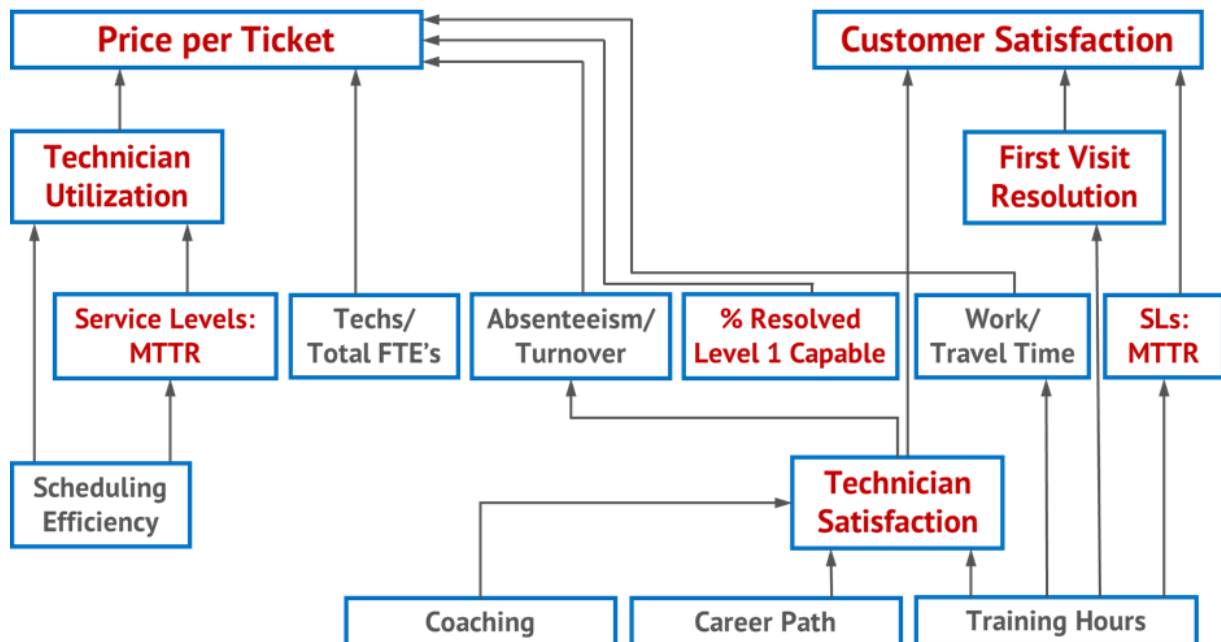 Price per Ticket
Customer Satisfaction
Technician
Utilization
First Visit
Resolution
Service Levels:
MTTR
Techs/
Total FTE's
Absenteeism/
Turnover
% Resolved
Level 1 Capable
Work/
Travel Time
SLs:
MTTR
Scheduling
Efficiency
Technician
Satisfaction
Coaching
Career Path
Training Hours